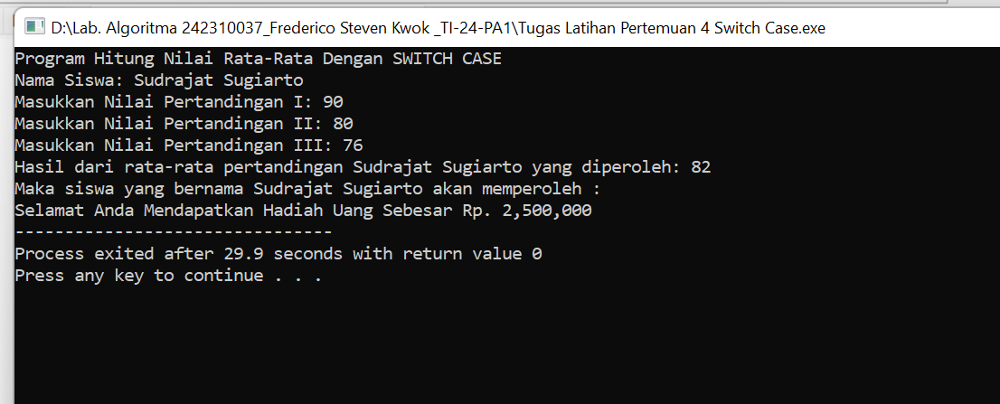 D:\Lab. Algoritma 242310037_Frederico Steven Kwok _TI-24-PA1\Tugas Latihan Pertemuan 4 Switch Case.exe
Program Hitung Nilai Rata-Rata Dengan SWITCH CASE
Nama Siswa: Sudrajat Sugiarto
Masukkan Nilai Pertandingan I: 90
Masukkan Nilai Pertandingan II: 80
Masukkan Nilai Pertandingan III: 76
Hasil dari rata-rata pertandingan Sudrajat Sugiarto yang diperoleh: 82
Maka siswa yang bernama Sudrajat Sugiarto akan memperoleh :
Selamat Anda Mendapatkan Hadiah Uang Sebesar Rp. 2,500,000
--------------------------------
Process exited after 29.9 seconds with return value 0
Press any key to continue . . .